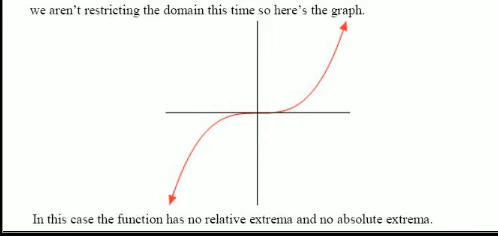 we aren't restricting the domain this time so here's the graph.
In this case the function has no relative extrema and no absolute extrema.